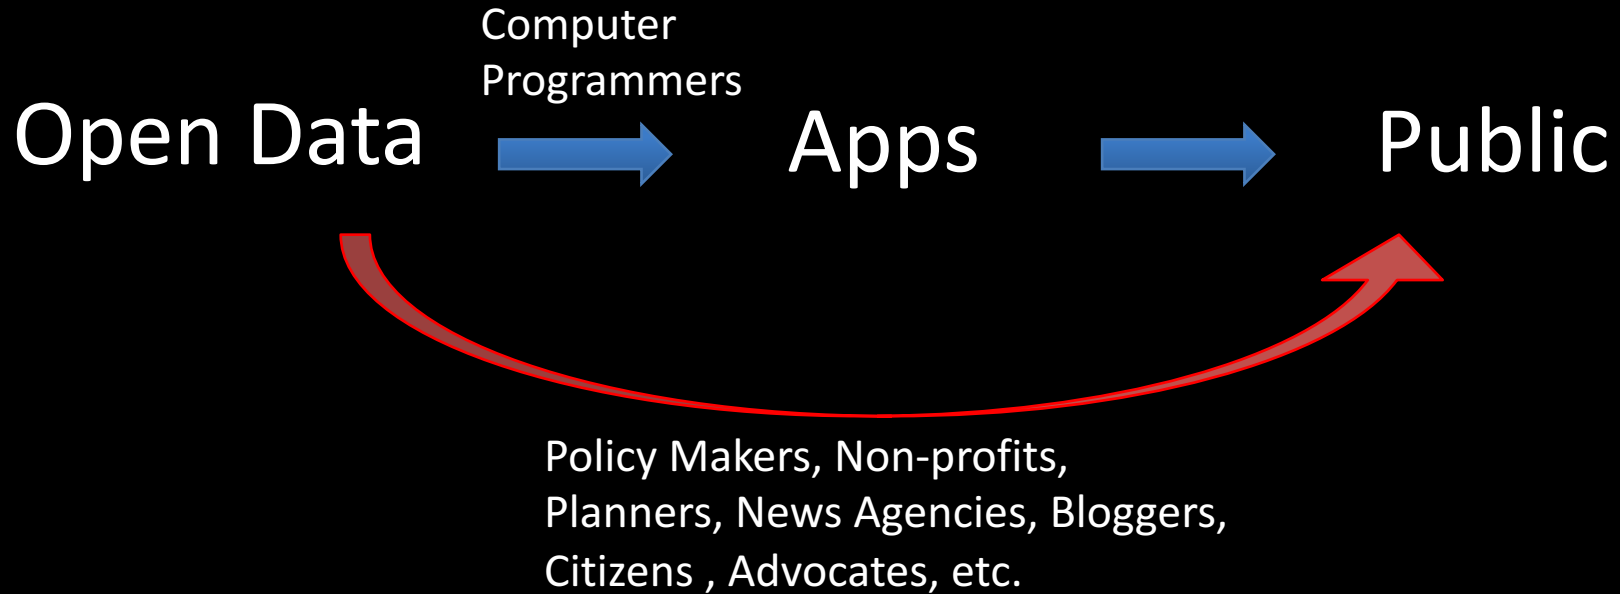 Computer
Programmers
Open Data
Apps
Public
Policy Makers, Non-profits,
Planners, News Agencies, Bloggers,
Citizens , Advocates, etc.